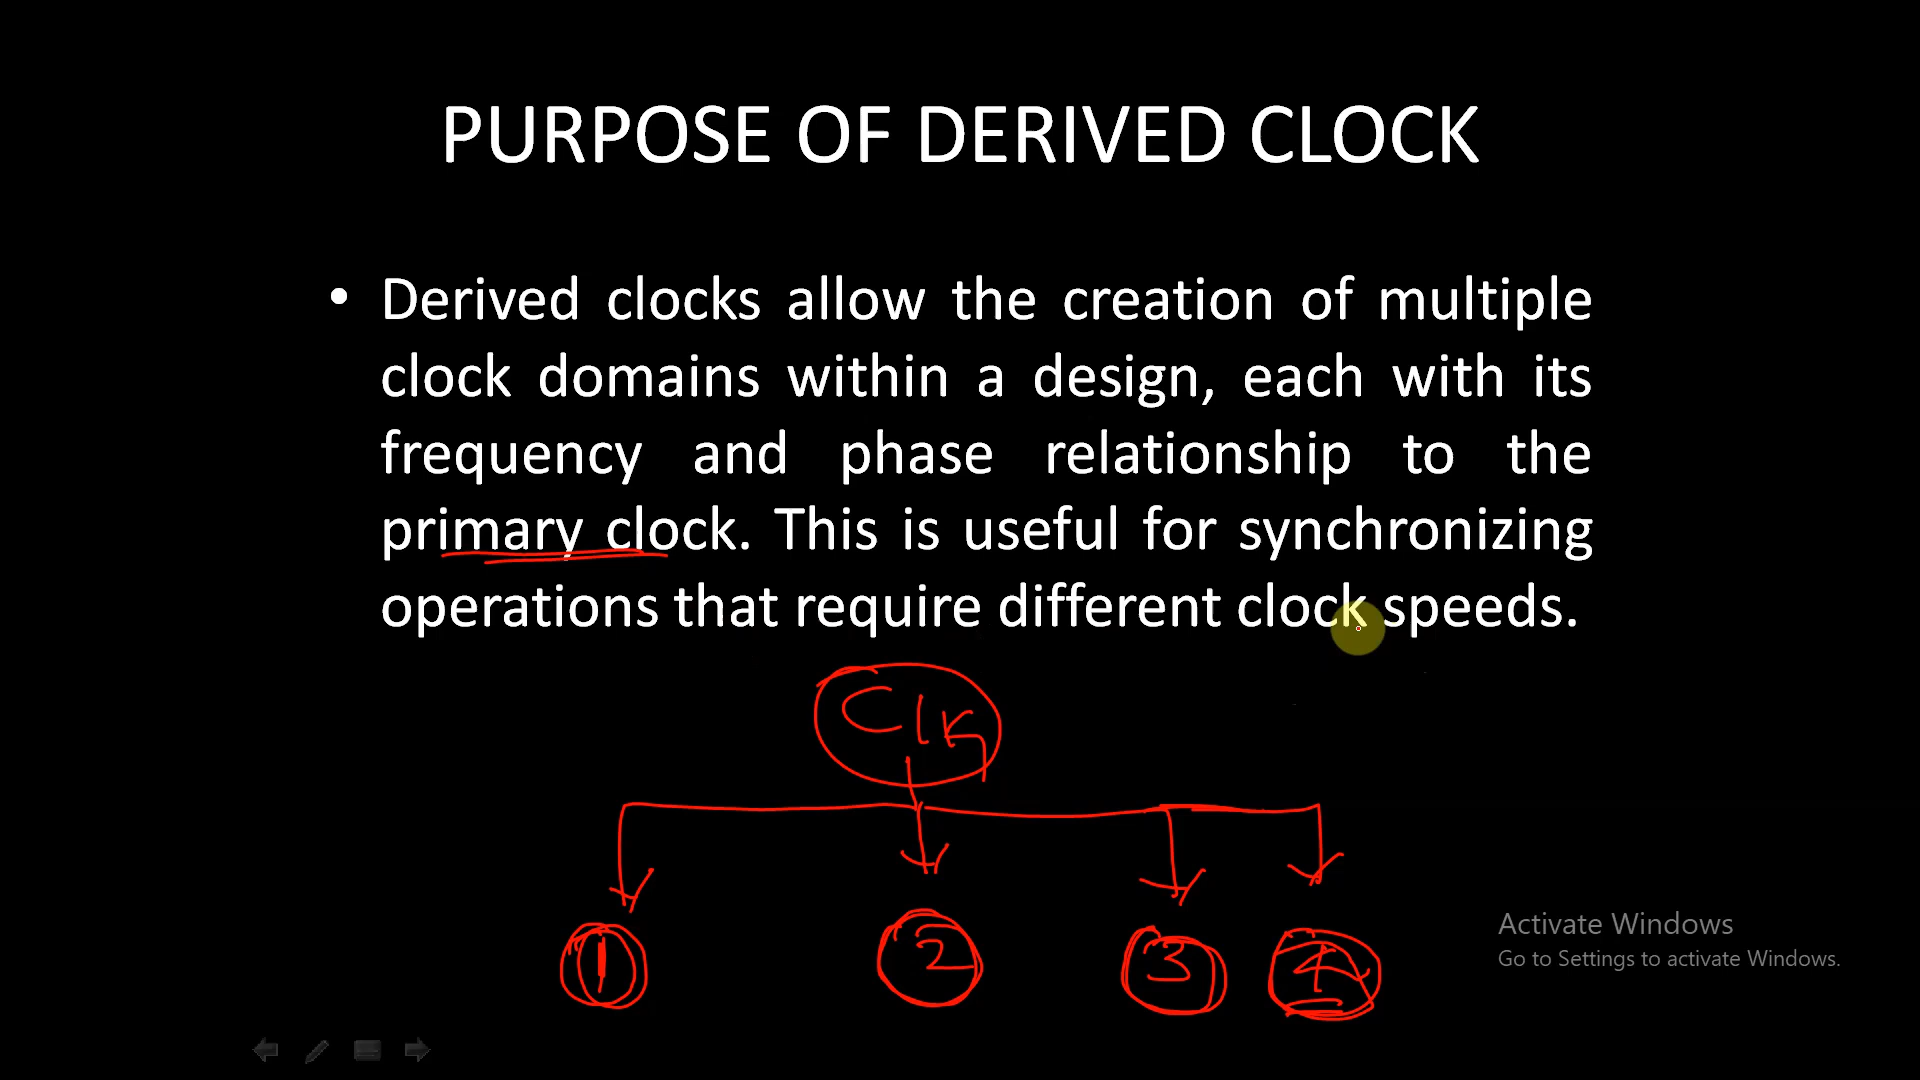 PURPOSE OF DERIVED CLOCK
• Derived clocks allow the creation of multiple
clock domains within a design, each with its
frequency and phase relationship to the
primary clock. This is useful for synchronizing
operations that require different clock speeds.
Clk
1 2 3 4
Activate Windows
Go to Settings to activate Windows.